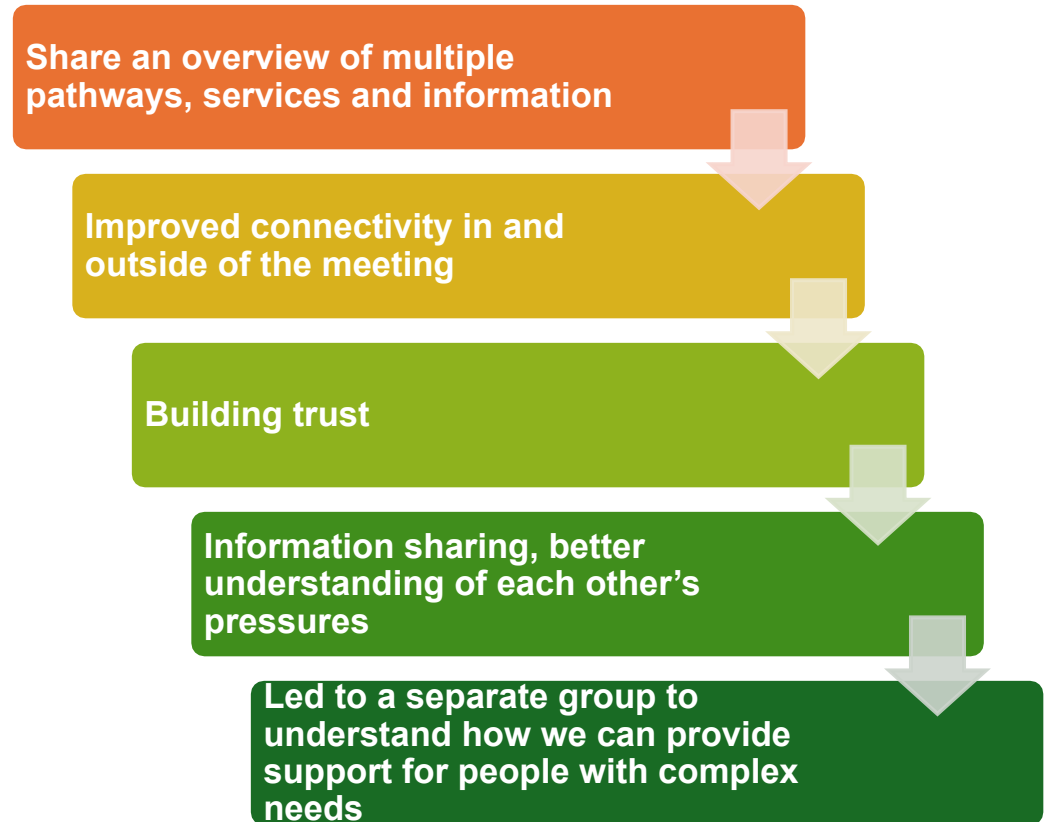 Share an overview of multiple
pathways, services and information
Improved connectivity in and
outside of the meeting
Building trust
Information sharing, better
understanding of each other’s
pressures
Led to a separate group to
understand how we can provide
support for people with complex
needs